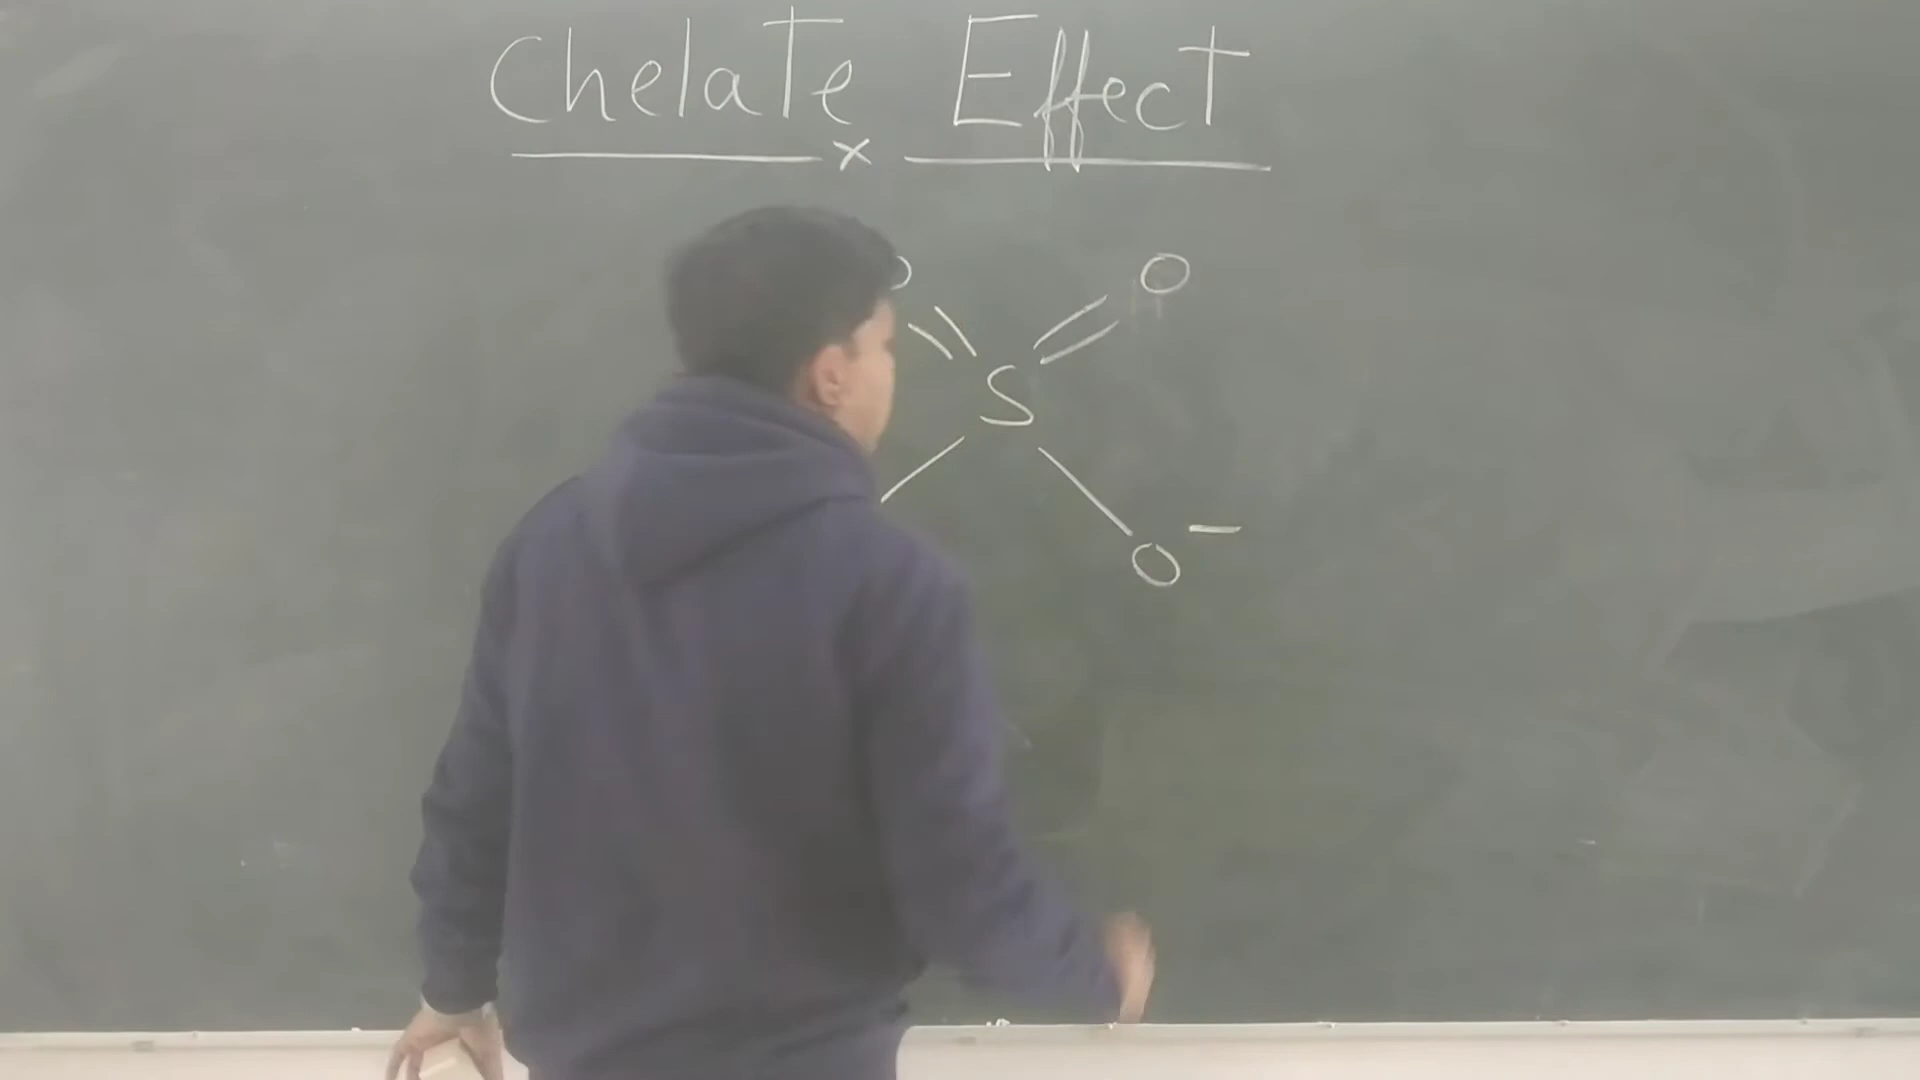 Chelate Effect
x
O O
S
O −